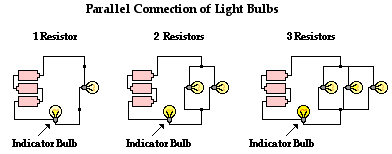 Parallel Connection of Light Bulbs
1 Resistor
2 Resistors
3 Resistors
Indicator Bulb
Indicator Bulb
Indicator Bulb